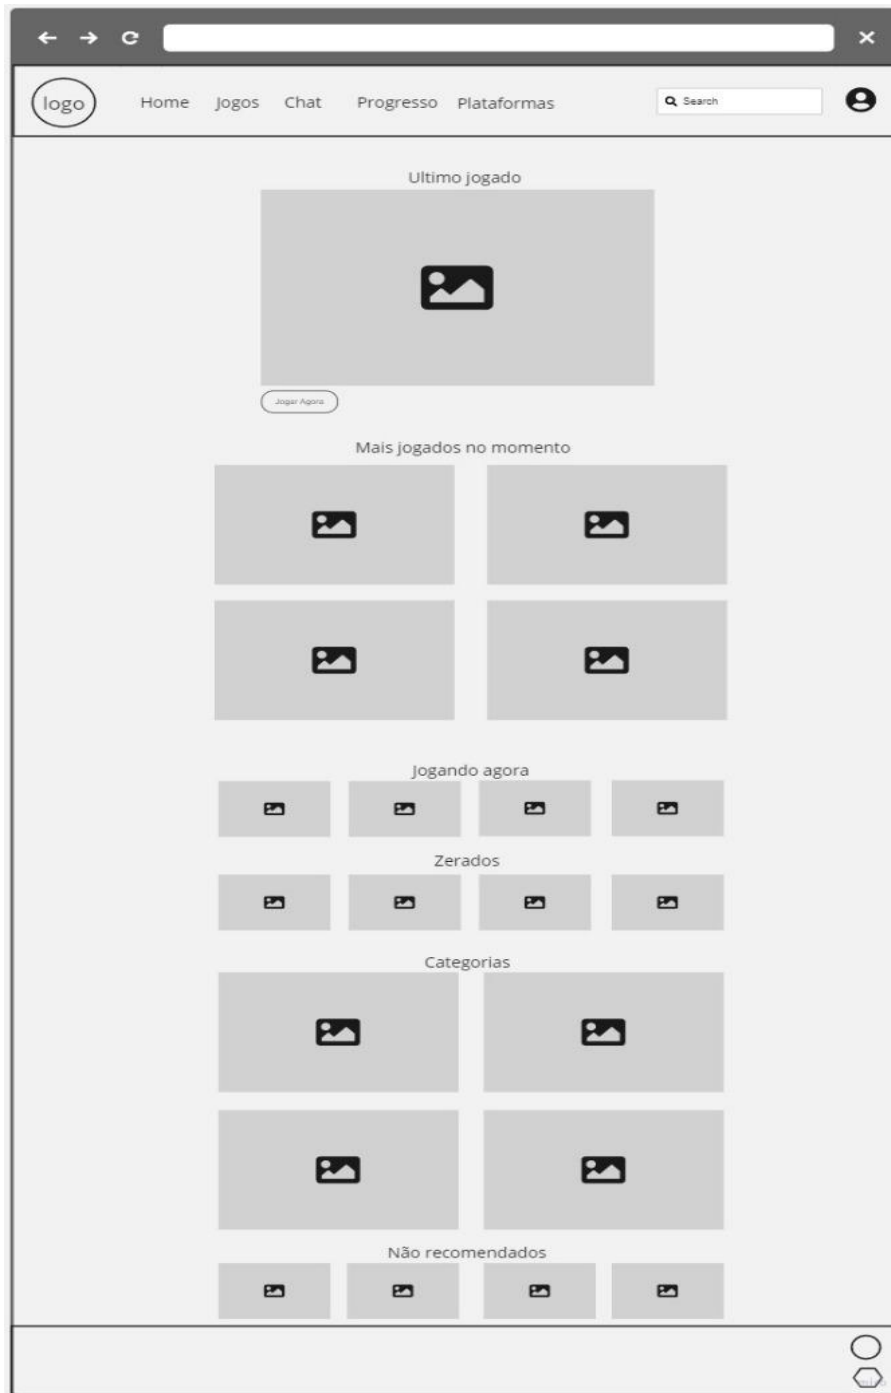 logo Home Jogos Chat Progresso Plataformas Search
Ultimo jogado
Jogar Agora
Mais jogados no momento
Jogando agora
Zerados
Categorias
Não recomendados